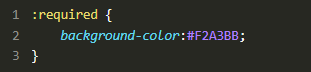 1 :required {
2     background-color:#F2A3BB;
3 }